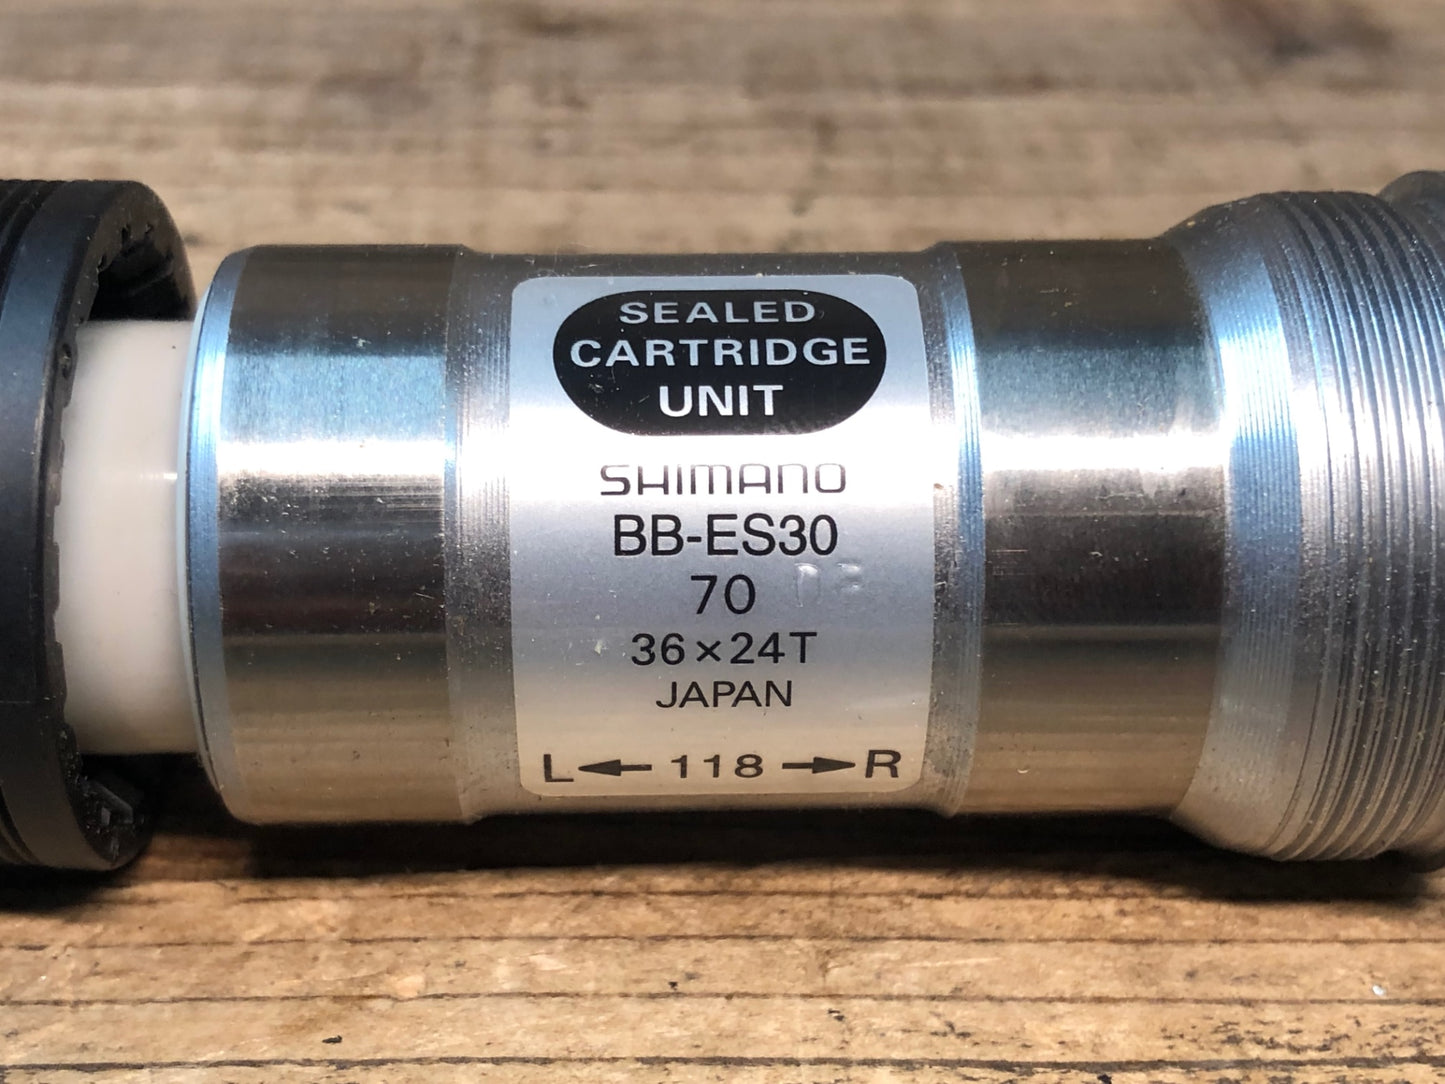 SEALED
CARTRIDGE
UNIT
SHIMANO
BB-ES30
70
36×24T
JAPAN
L ← 118 → R